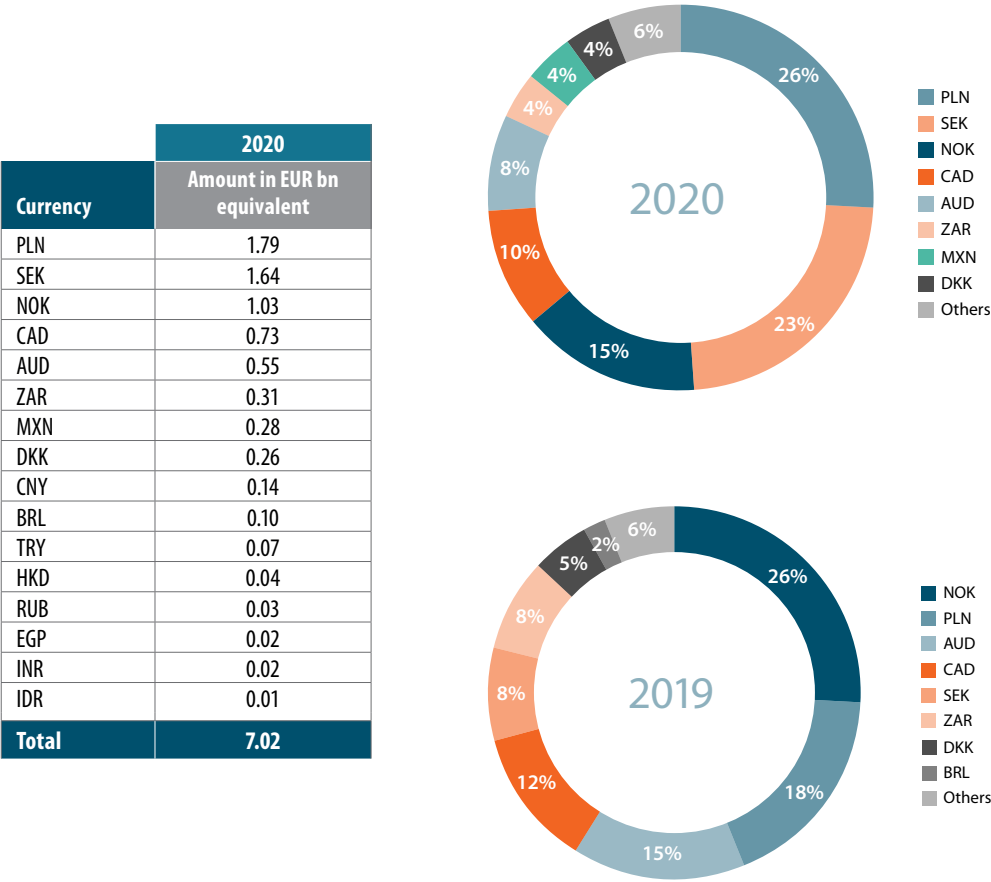 2020
Currency Amount in EUR bn
equivalent
PLN 1.79
SEK 1.64
NOK 1.03
CAD 0.73
AUD 0.55
ZAR 0.31
MXN 0.28
DKK 0.26
CNY 0.14
BRL 0.10
TRY 0.07
HKD 0.04
RUB 0.03
EGP 0.02
INR 0.02
IDR 0.01
Total 7.02
2020
26%
23%
15%
10%
8%
4%
4%
4%
6%
PLN
SEK
NOK
CAD
AUD
ZAR
MXN
DKK
Others
2019
26%
18%
15%
12%
8%
8%
5%
2%
6%
NOK
PLN
AUD
CAD
SEK
ZAR
DKK
BRL
Others